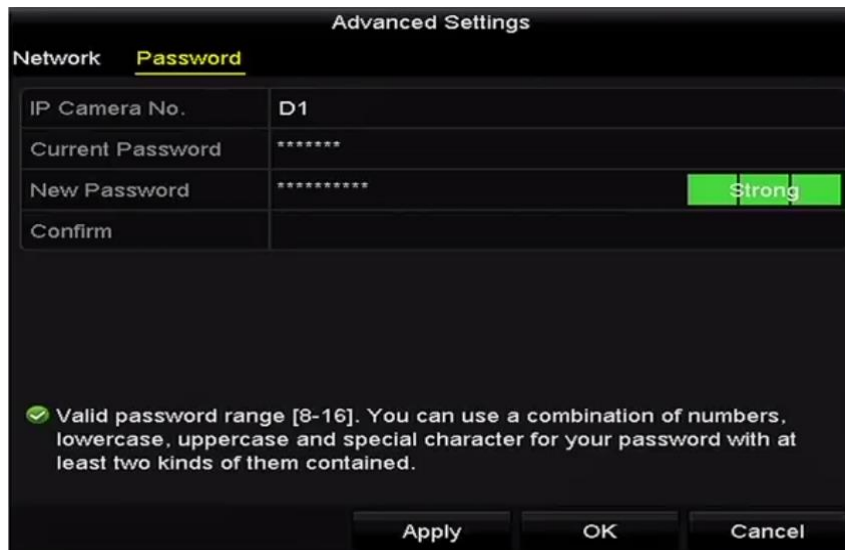 Advanced Settings
Network Password
IP Camera No. D1
Current Password *******
New Password ********** Strong
Confirm
Valid password range [8-16]. You can use a combination of numbers,
lowercase, uppercase and special character for your password with at
least two kinds of them contained.
Apply OK Cancel